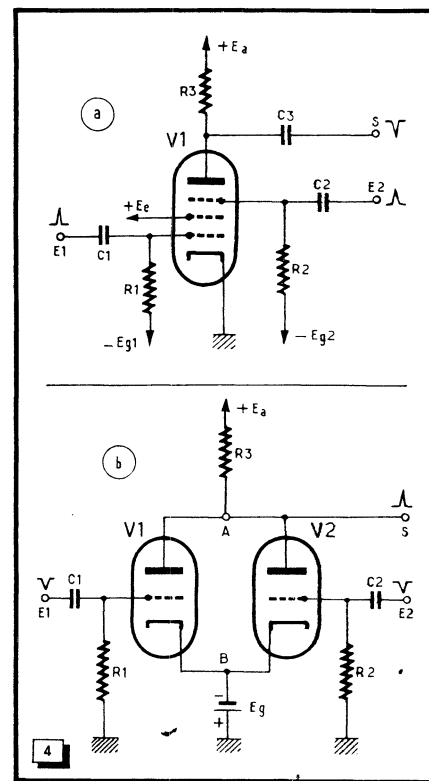 +Ea
R3
a
C3
S
V1
+Ee
C2
E2
E1
C1
R1
R2
−Eg1
−Eg2
+Ea
R3
b
A
S
V1
V2
C1
E1
C2
E2
R1
B
R2
−
Eg
+
4